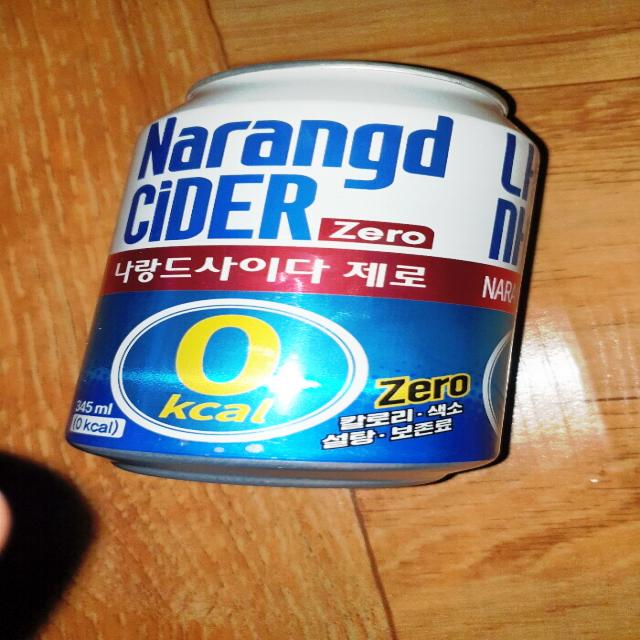 Narangd
CiDER Zero
나랑드사이다 제로
0
kcal
345 ml
(0 kcal)
Zero
칼로리·색소
설탕·보존료